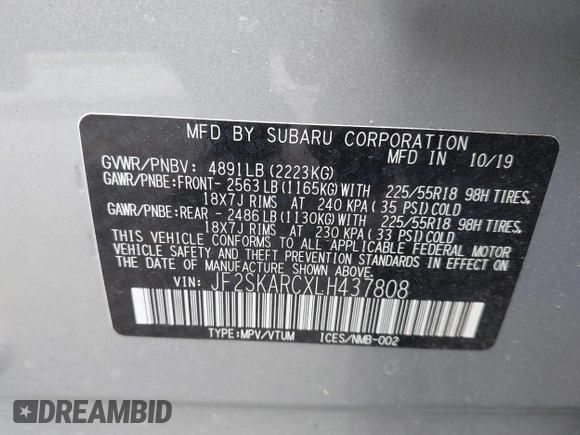 MFD BY SUBARU CORPORATION
MFD IN 10/19
GVWR/PNBV: 4891LB(2223KG)
GAWR/PNBE:FRONT- 2563LB(1165KG)WITH 225/55R18 98H TIRES,
18X7J RIMS AT 240 KPA(35 PSI)COLD
GAWR/PNBE:REAR - 2486LB(1130KG)WITH 225/55R18 98H TIRES,
18X7J RIMS AT 230 KPA(33 PSI)COLD
THIS VEHICLE CONFORMS TO ALL APPLICABLE FEDERAL MOTOR
VEHICLE SAFETY AND THEFT PREVENTION STANDARDS IN EFFECT
ON THE DATE OF MANUFACTURE SHOWN ABOVE.
VIN: JF2SKARCXLH437808
TYPE:MPV/VTUM ICES/NMB-002
DREAMBID